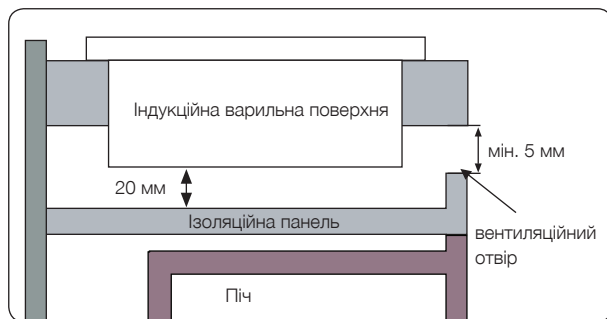 Індукційна варильна поверхня
мін. 5 мм
20 мм
Ізоляційна панель
вентиляційний
отвір
Піч